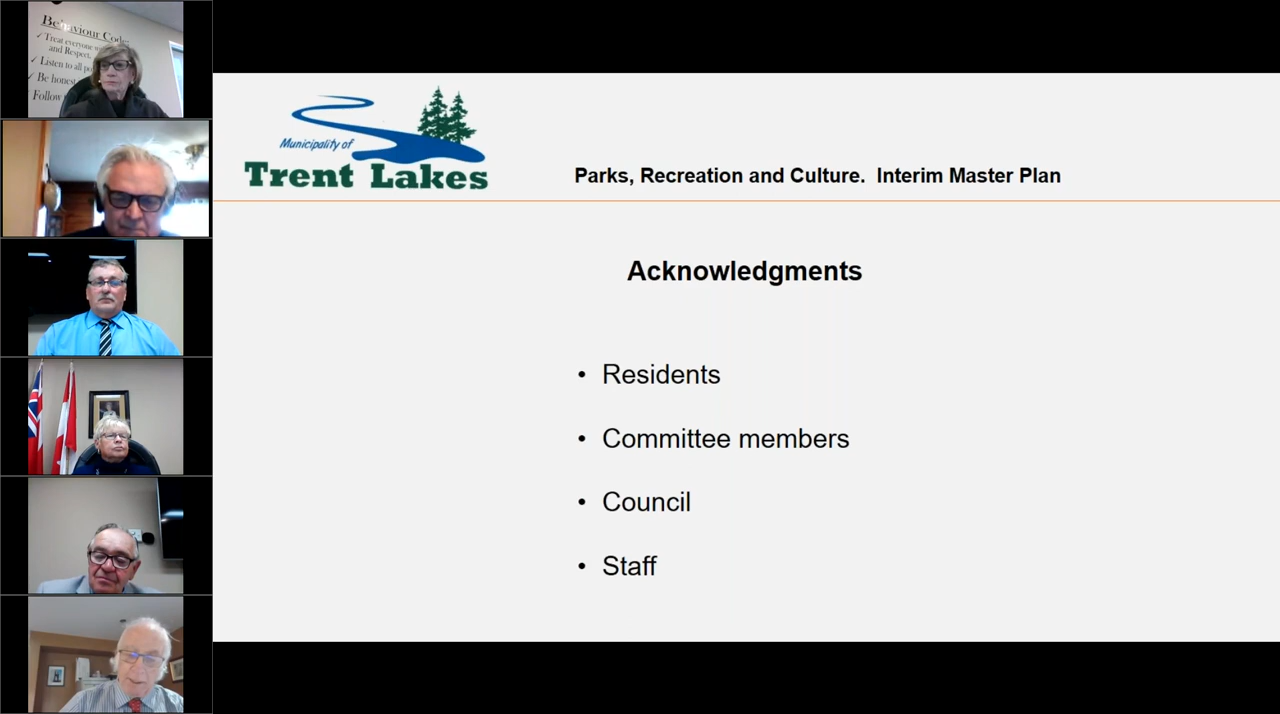 Behaviour Code
✓ Treat everyone
and Respect.
✓ Listen to all
✓ Be honest
Follow
Municipality of
Trent Lakes
Parks, Recreation and Culture.  Interim Master Plan
Acknowledgments
• Residents
• Committee members
• Council
• Staff